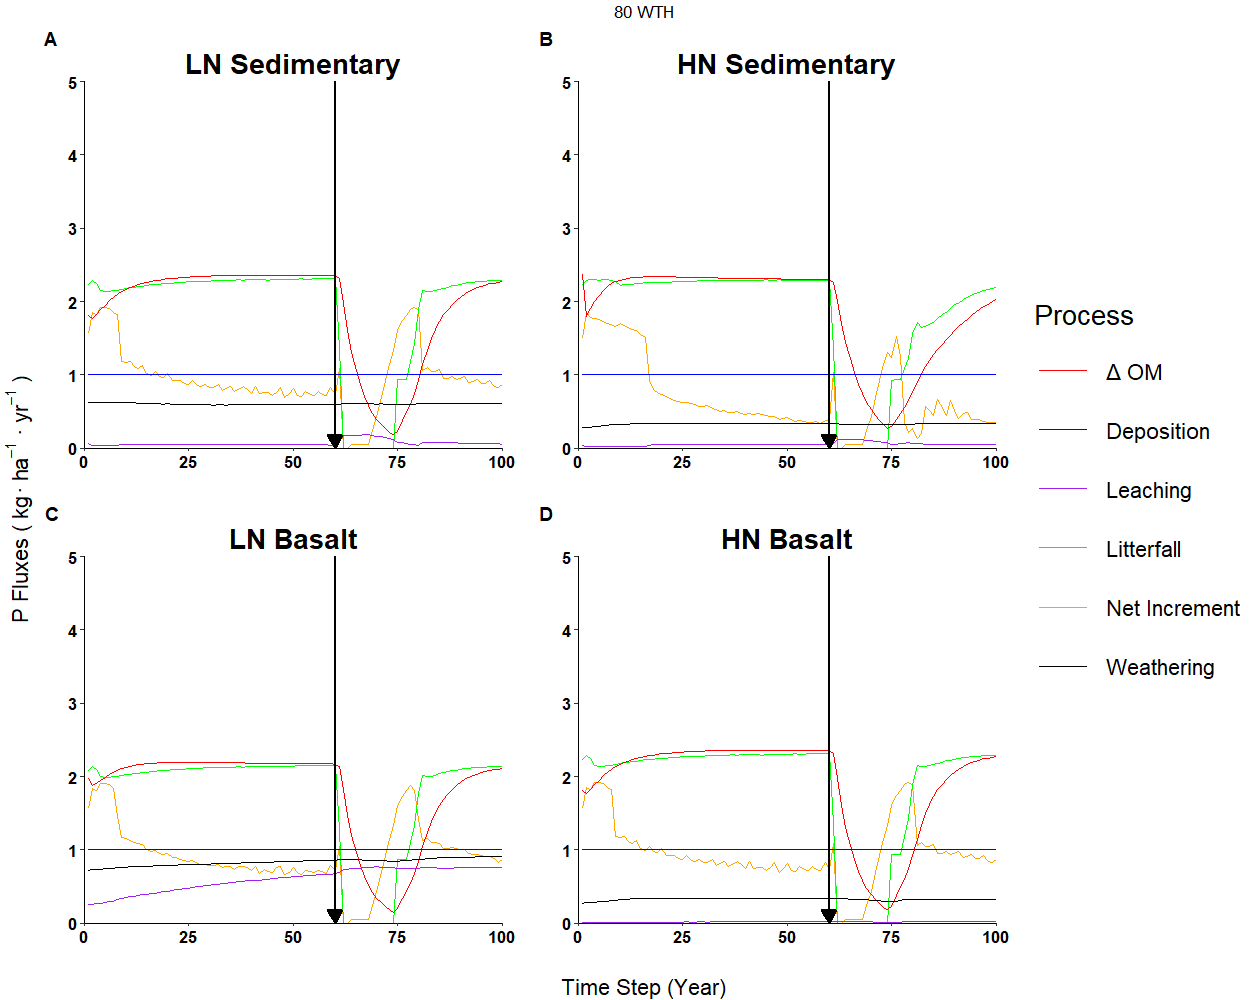 80 WTH
A
LN Sedimentary
5
4
3
2
1
0
0 25 50 75 100
B
HN Sedimentary
5
4
3
2
1
0
0 25 50 75 100
C
LN Basalt
5
4
3
2
1
0
0 25 50 75 100
D
HN Basalt
5
4
3
2
1
0
0 25 50 75 100
P Fluxes ( kg · ha⁻¹ · yr⁻¹ )
Time Step (Year)
Process
Δ OM
Deposition
Leaching
Litterfall
Net Increment
Weathering